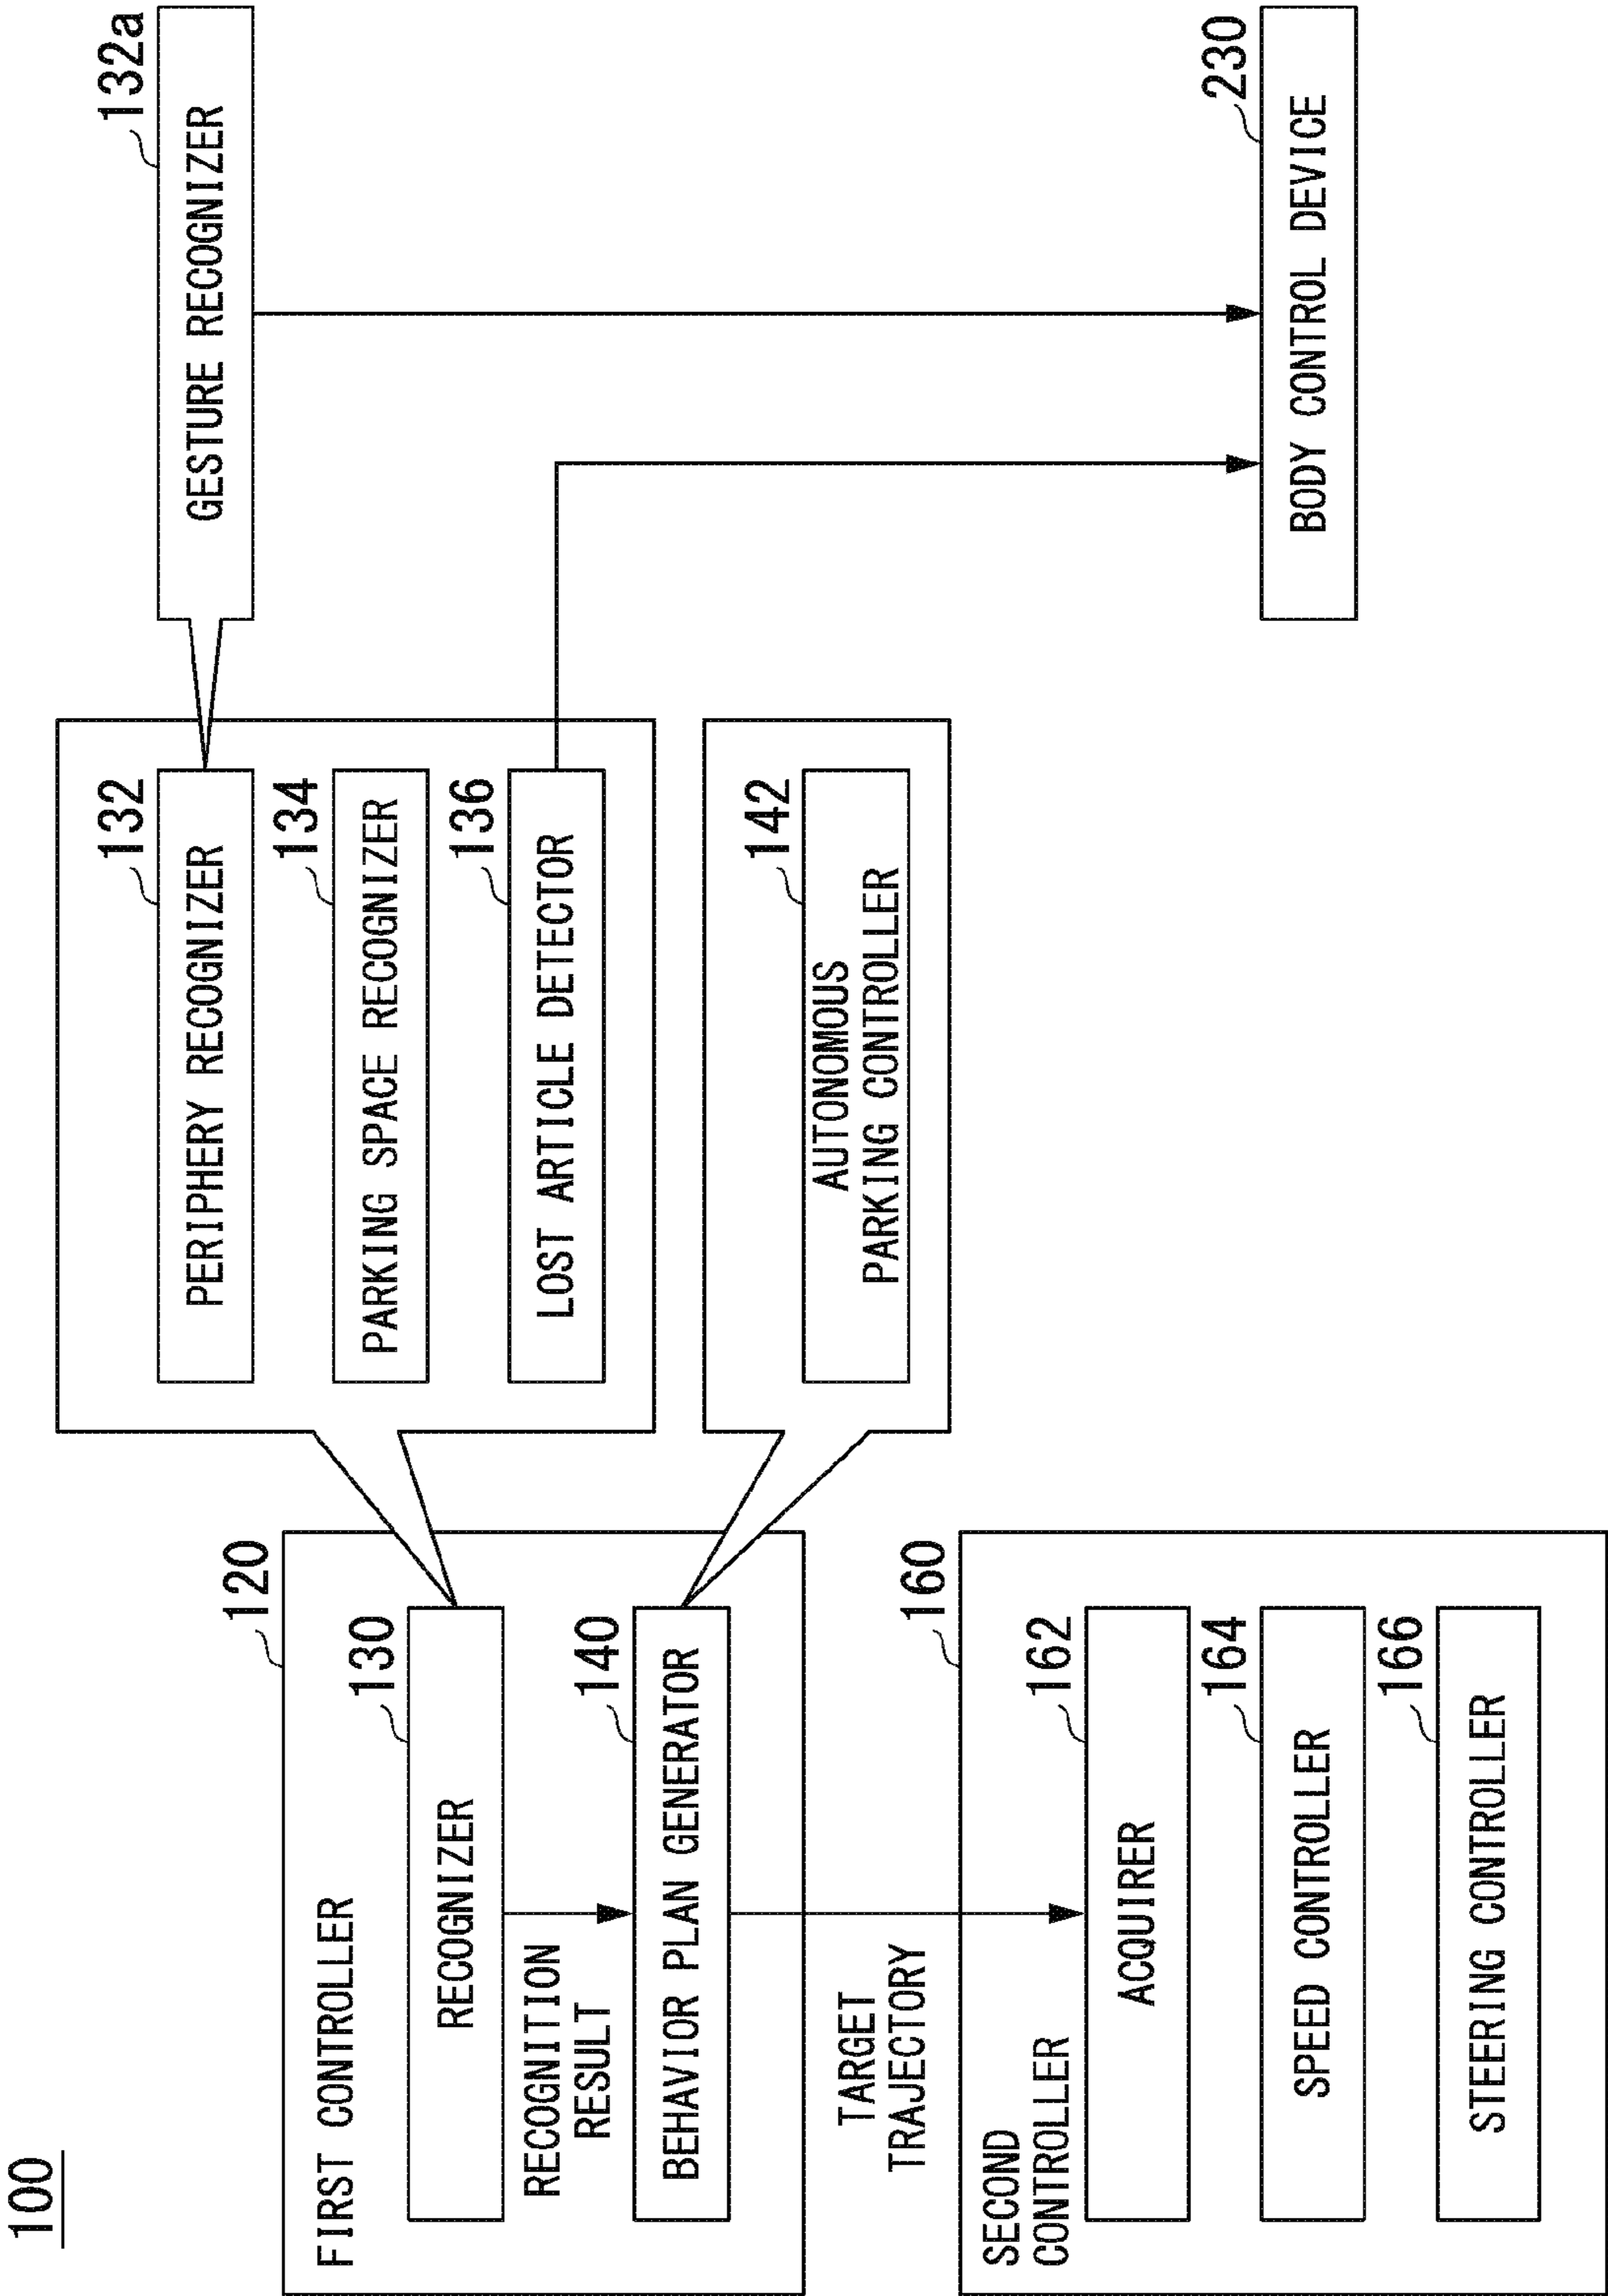 100
120
FIRST CONTROLLER
130
RECOGNIZER
RECOGNITION
RESULT
140
BEHAVIOR PLAN GENERATOR
TARGET
TRAJECTORY
160
SECOND
CONTROLLER
162
ACQUIRER
164
SPEED CONTROLLER
166
STEERING CONTROLLER
132
PERIPHERY RECOGNIZER
134
PARKING SPACE RECOGNIZER
136
LOST ARTICLE DETECTOR
142
AUTONOMOUS
PARKING CONTROLLER
132a
GESTURE RECOGNIZER
230
BODY CONTROL DEVICE